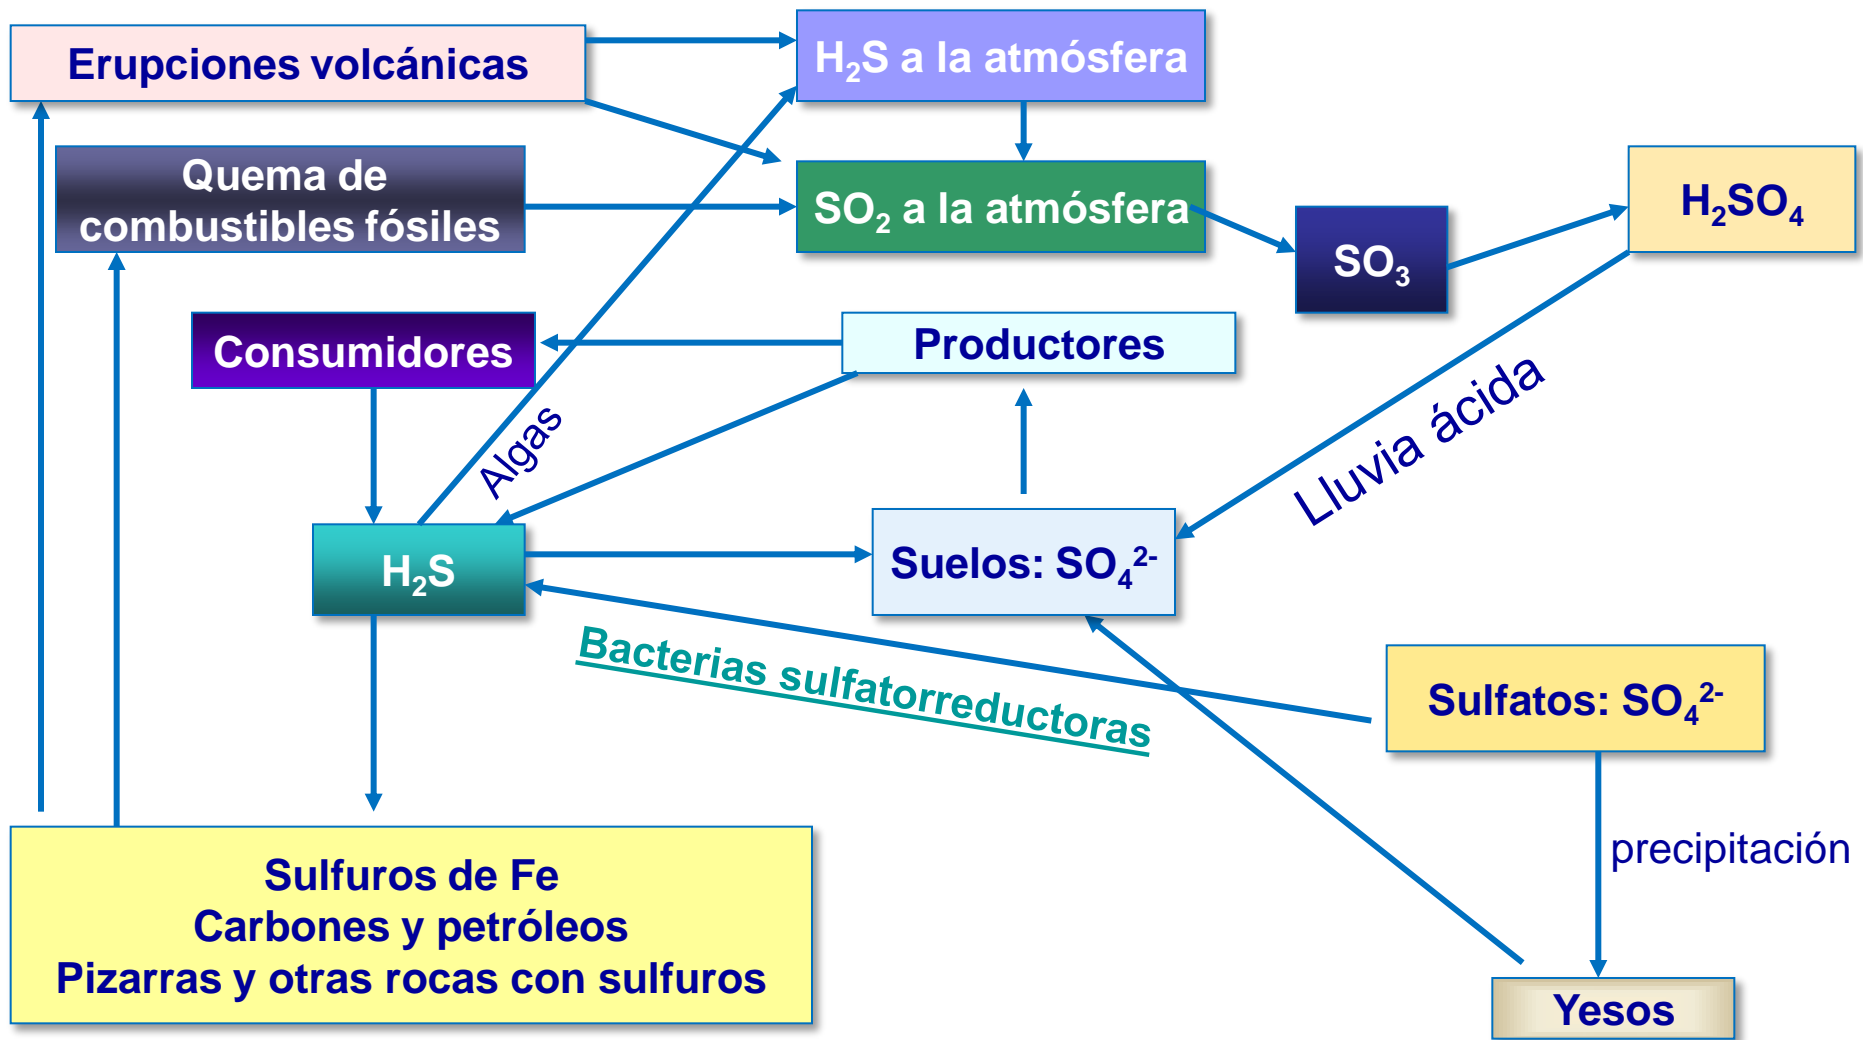 Erupciones volcánicas
H₂S a la atmósfera
Quema de
combustibles fósiles
SO₂ a la atmósfera
SO₃
H₂SO₄
Consumidores
Productores
Algas
Lluvia ácida
H₂S
Suelos: SO₄²⁻
Bacterias sulfatorreductoras
Sulfatos: SO₄²⁻
precipitación
Sulfuros de Fe
Carbones y petróleos
Pizarras y otras rocas con sulfuros
Yesos